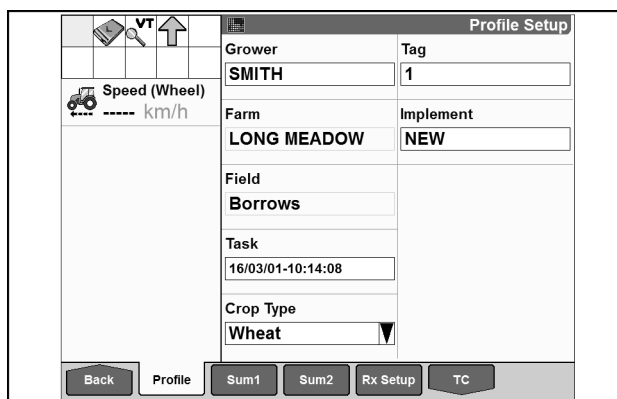 VT
L
Profile Setup
Speed (Wheel)
----- km/h
Grower
SMITH
Tag
1
Farm
LONG MEADOW
Implement
NEW
Field
Borrows
Task
16/03/01-10:14:08
Crop Type
Wheat
Back
Profile
Sum1
Sum2
Rx Setup
TC